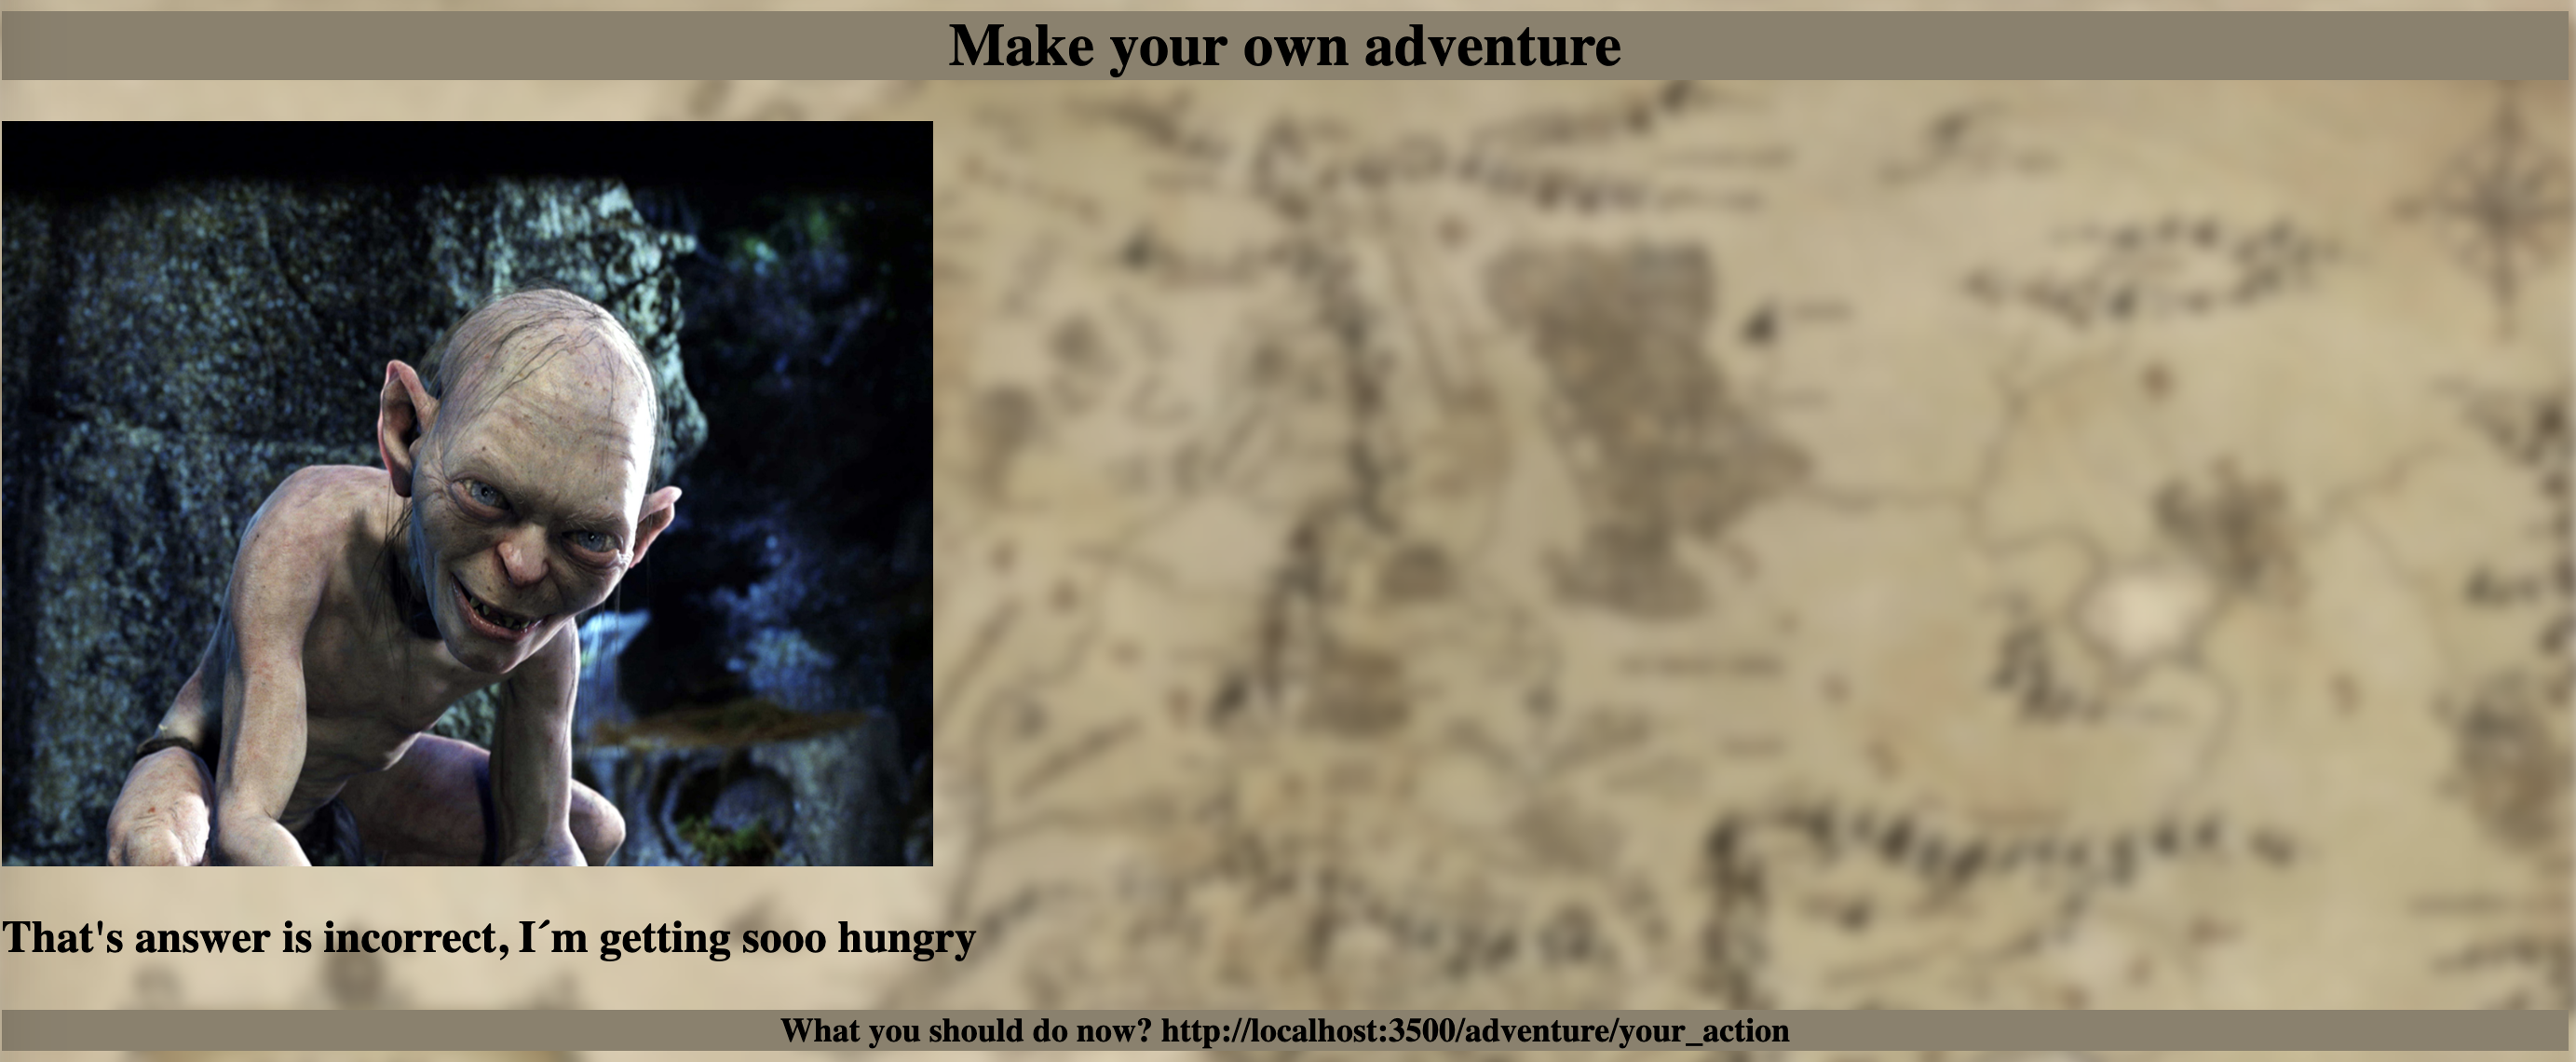 Make your own adventure
That's answer is incorrect, I´m getting sooo hungry
What you should do now? http://localhost:3500/adventure/your_action